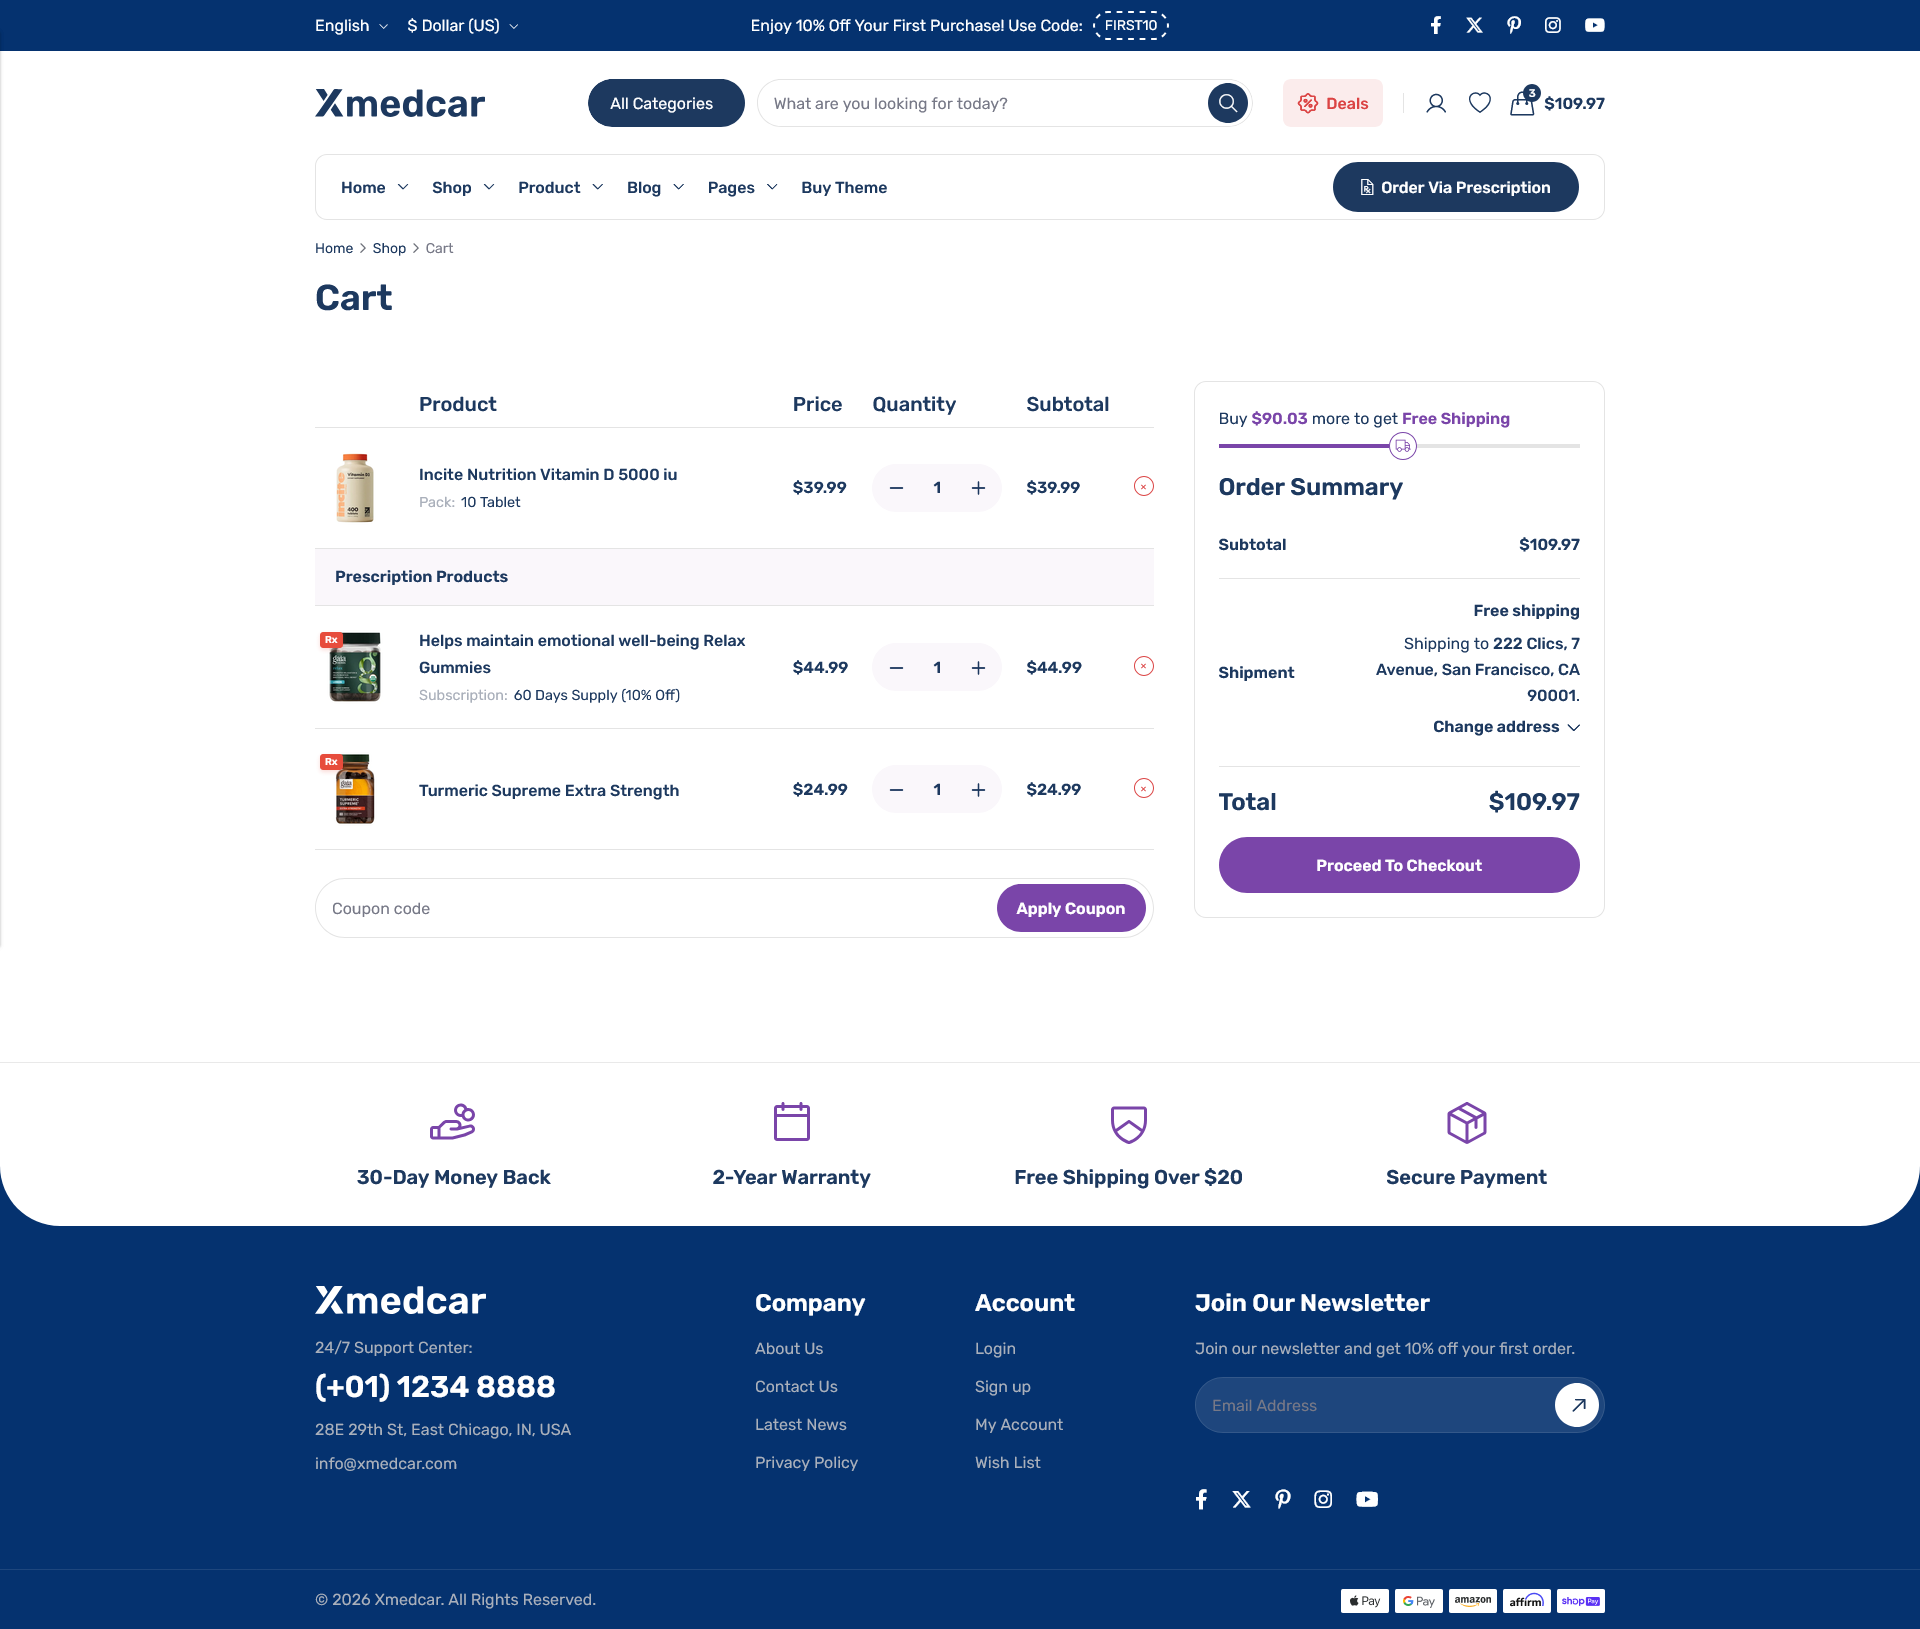 English
$ Dollar (US)
Enjoy 10% Off Your First Purchase! Use Code:
FIRST10
Xmedcar
All Categories
What are you looking for today?
Deals
3
$109.97
Home
Shop
Product
Blog
Pages
Buy Theme
Order Via Prescription
Home
Shop
Cart
Cart
Product
Price
Quantity
Subtotal
Incite Nutrition Vitamin D 5000 iu
Pack: 10 Tablet
$39.99
1
$39.99
Prescription Products
Rx
Helps maintain emotional well-being Relax
Gummies
Subscription: 60 Days Supply (10% Off)
$44.99
1
$44.99
Rx
Turmeric Supreme Extra Strength
$24.99
1
$24.99
Coupon code
Apply Coupon
Buy $90.03 more to get Free Shipping
Order Summary
Subtotal
$109.97
Shipment
Free shipping
Shipping to 222 Clics, 7
Avenue, San Francisco, CA
90001.
Change address
Total
$109.97
Proceed To Checkout
30-Day Money Back
2-Year Warranty
Free Shipping Over $20
Secure Payment
Xmedcar
24/7 Support Center:
(+01) 1234 8888
28E 29th St, East Chicago, IN, USA
info@xmedcar.com
Company
About Us
Contact Us
Latest News
Privacy Policy
Account
Login
Sign up
My Account
Wish List
Join Our Newsletter
Join our newsletter and get 10% off your first order.
Email Address
© 2026 Xmedcar. All Rights Reserved.
Pay
G Pay
amazon
affirm
shop Pay